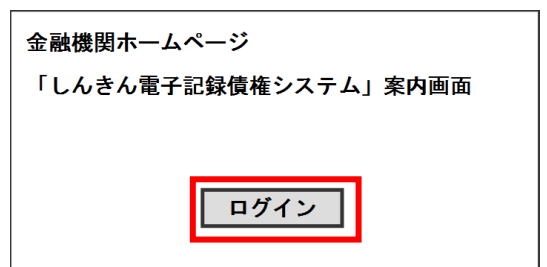 金融機関ホームページ
「しんきん電子記録債権システム」案内画面
ログイン